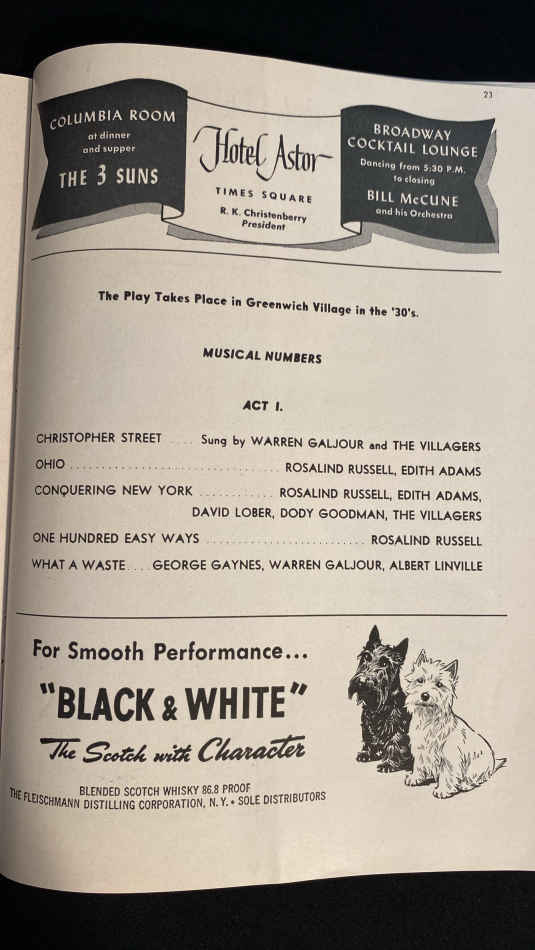 23
COLUMBIA ROOM
at dinner
and supper
THE 3 SUNS
Hotel Astor
TIMES SQUARE
R. K. Christenberry
President
BROADWAY
COCKTAIL LOUNGE
Dancing from 5:30 P.M.
to closing
BILL McCUNE
and his Orchestra
The Play Takes Place in Greenwich Village in the '30's.
MUSICAL NUMBERS
ACT I.
CHRISTOPHER STREET .... Sung by WARREN GALJOUR and THE VILLAGERS
OHIO ................................ ROSALIND RUSSELL, EDITH ADAMS
CONQUERING NEW YORK ........... ROSALIND RUSSELL, EDITH ADAMS,
DAVID LOBER, DODY GOODMAN, THE VILLAGERS
ONE HUNDRED EASY WAYS ........................ ROSALIND RUSSELL
WHAT A WASTE .... GEORGE GAYNES, WARREN GALJOUR, ALBERT LINVILLE
For Smooth Performance...
"BLACK & WHITE"
The Scotch with Character
BLENDED SCOTCH WHISKY 86.8 PROOF
THE FLEISCHMANN DISTILLING CORPORATION, N. Y. • SOLE DISTRIBUTORS